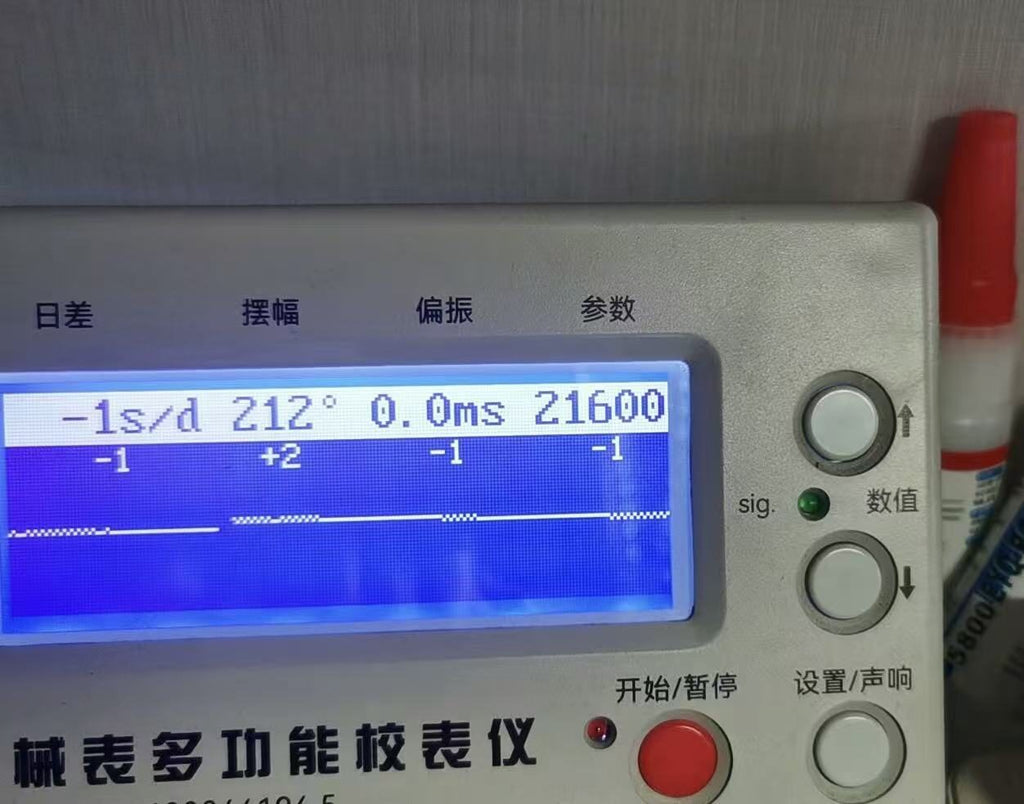 日差 摆幅 偏振 参数
-1s/d 212° 0.0ms 21600
-1 +2 -1 -1
sig. 数值
开始/暂停 设置/声响
械表多功能校表仪
5800